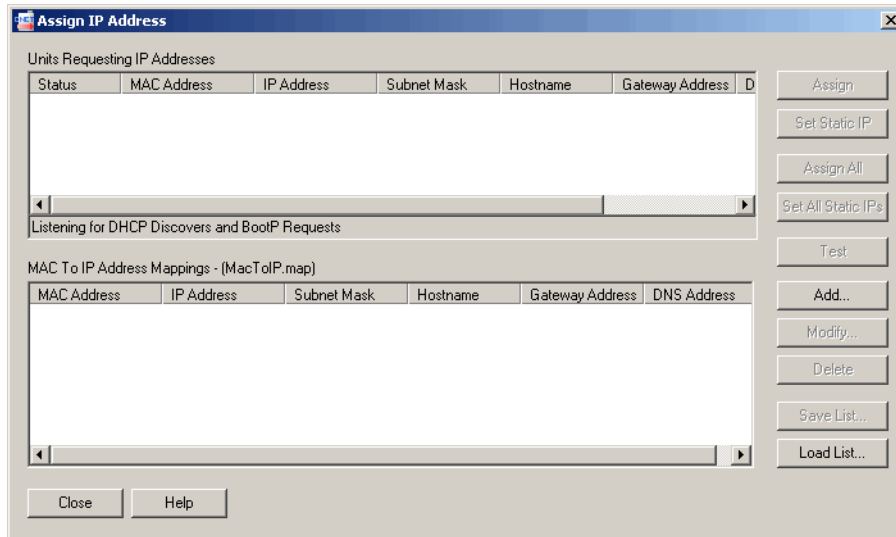 Assign IP Address
Units Requesting IP Addresses
Status MAC Address IP Address Subnet Mask Hostname Gateway Address D
Assign
Set Static IP
Assign All
Set All Static IPs
Listening for DHCP Discovers and BootP Requests
Test
MAC To IP Address Mappings - (MacToIP.map)
MAC Address IP Address Subnet Mask Hostname Gateway Address DNS Address
Add...
Modify...
Delete
Save List...
Load List...
Close Help